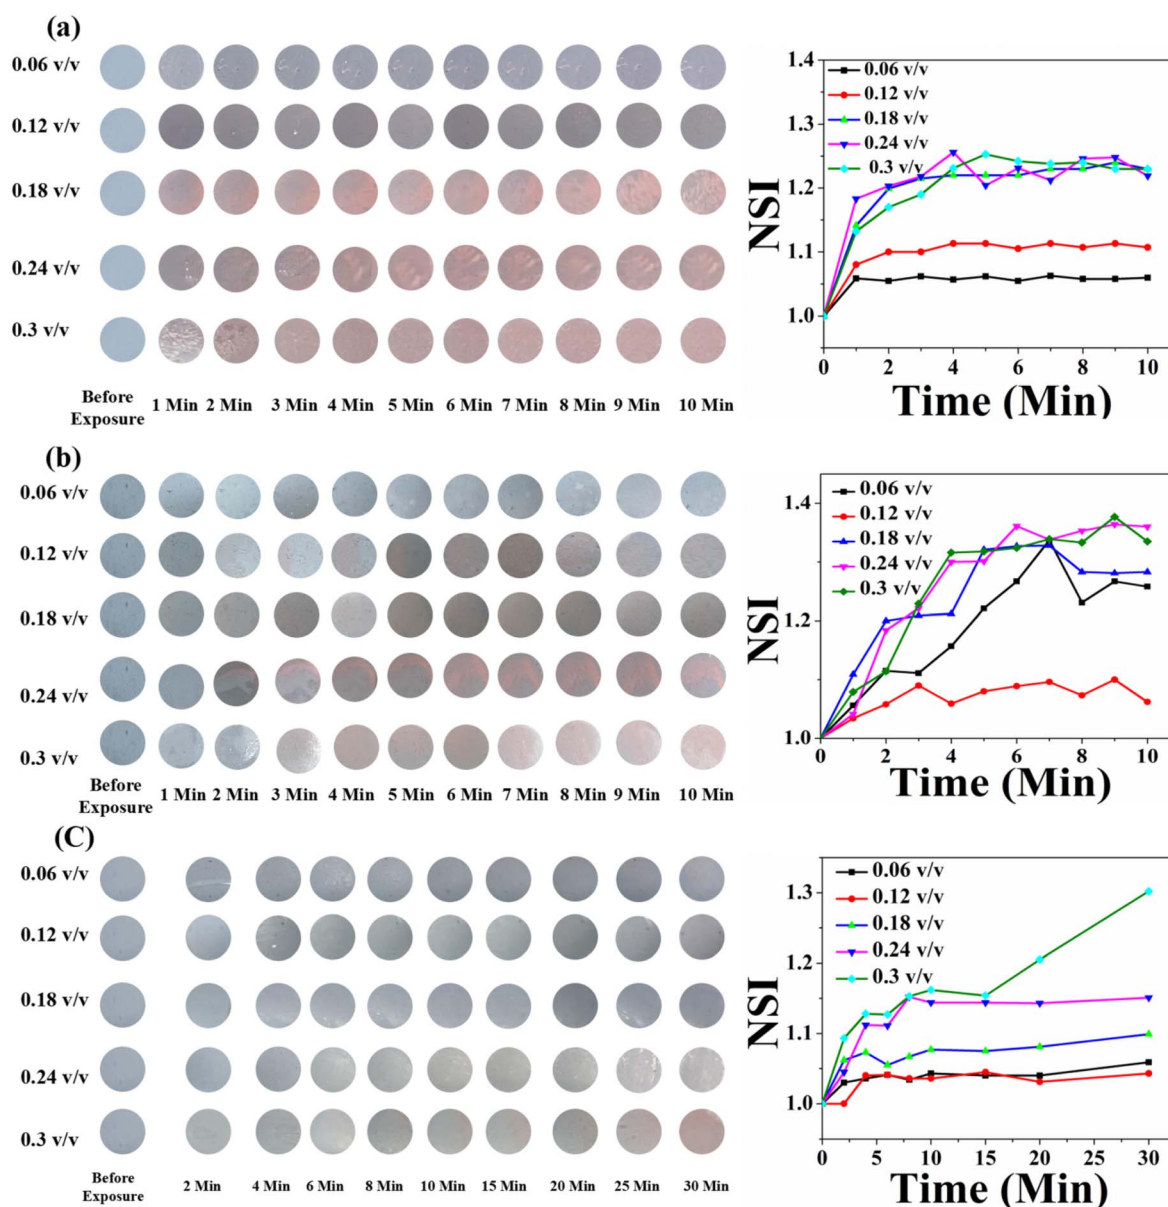 (a)
0.06 v/v
0.12 v/v
0.18 v/v
0.24 v/v
0.3 v/v
Before
Exposure
1 Min 2 Min 3 Min 4 Min 5 Min 6 Min 7 Min 8 Min 9 Min 10 Min
1.4
1.3
1.2
1.1
1.0
NSI
0.06 v/v
0.12 v/v
0.18 v/v
0.24 v/v
0.3 v/v
0 2 4 6 8 10
Time (Min)
(b)
0.06 v/v
0.12 v/v
0.18 v/v
0.24 v/v
0.3 v/v
Before
Exposure
1 Min 2 Min 3 Min 4 Min 5 Min 6 Min 7 Min 8 Min 9 Min 10 Min
1.4
1.2
1.0
NSI
0.06 v/v
0.12 v/v
0.18 v/v
0.24 v/v
0.3 v/v
0 2 4 6 8 10
Time (Min)
(C)
0.06 v/v
0.12 v/v
0.18 v/v
0.24 v/v
0.3 v/v
Before
Exposure
2 Min 4 Min 6 Min 8 Min 10 Min 15 Min 20 Min 25 Min 30 Min
1.3
1.2
1.1
1.0
NSI
0.06 v/v
0.12 v/v
0.18 v/v
0.24 v/v
0.3 v/v
0 5 10 15 20 25 30
Time (Min)